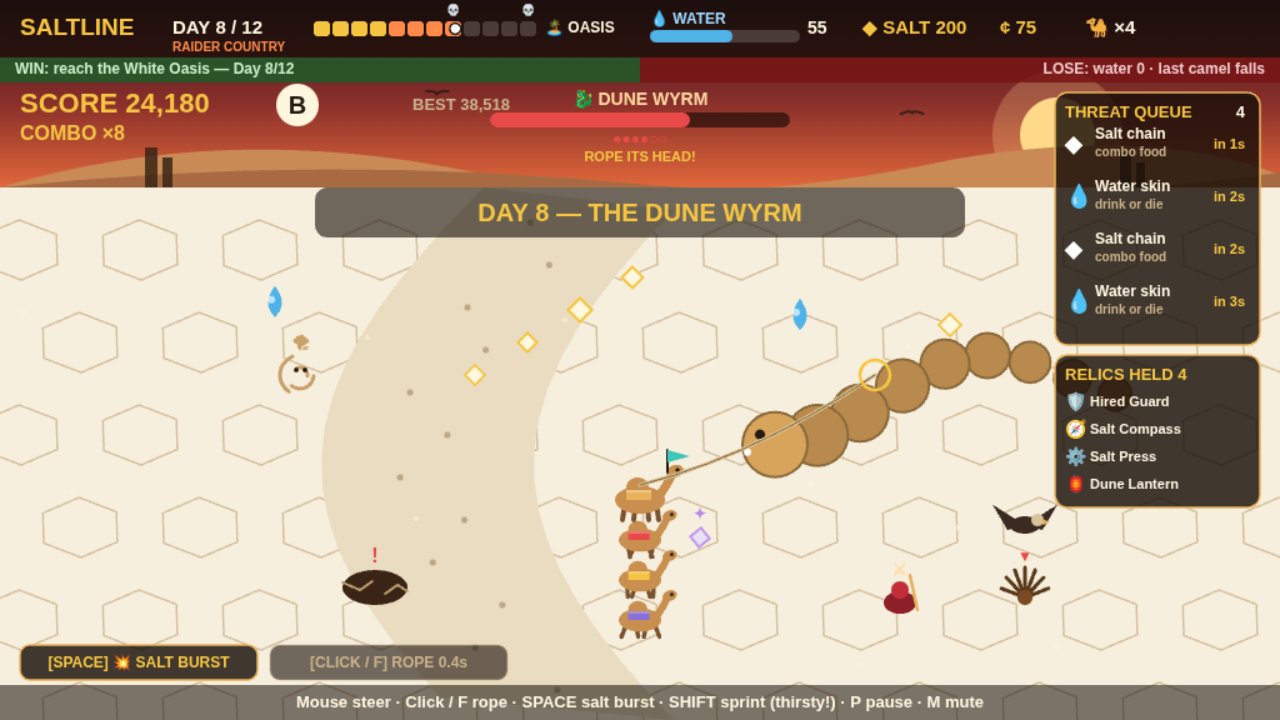 SALTLINE
DAY 8 / 12
RAIDER COUNTRY
OASIS
WATER
55
SALT 200
¢ 75
×4
WIN: reach the White Oasis — Day 8/12
LOSE: water 0 · last camel falls
SCORE 24,180
COMBO ×8
B
BEST 38,518
DUNE WYRM
ROPE ITS HEAD!
DAY 8 — THE DUNE WYRM
THREAT QUEUE 4
Salt chain
combo food
in 1s
Water skin
drink or die
in 2s
Salt chain
combo food
in 2s
Water skin
drink or die
in 3s
RELICS HELD 4
Hired Guard
Salt Compass
Salt Press
Dune Lantern
!
[SPACE] 💥 SALT BURST
[CLICK / F] ROPE 0.4s
Mouse steer · Click / F rope · SPACE salt burst · SHIFT sprint (thirsty!) · P pause · M mute